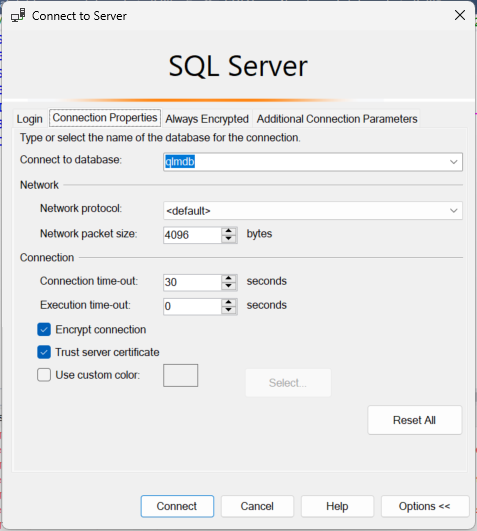 Connect to Server
SQL Server
Login Connection Properties Always Encrypted Additional Connection Parameters
Type or select the name of the database for the connection.
Connect to database: qlmdb
Network
Network protocol: <default>
Network packet size: 4096 bytes
Connection
Connection time-out: 30 seconds
Execution time-out: 0 seconds
Encrypt connection
Trust server certificate
Use custom color: Select...
Reset All
Connect Cancel Help Options <<